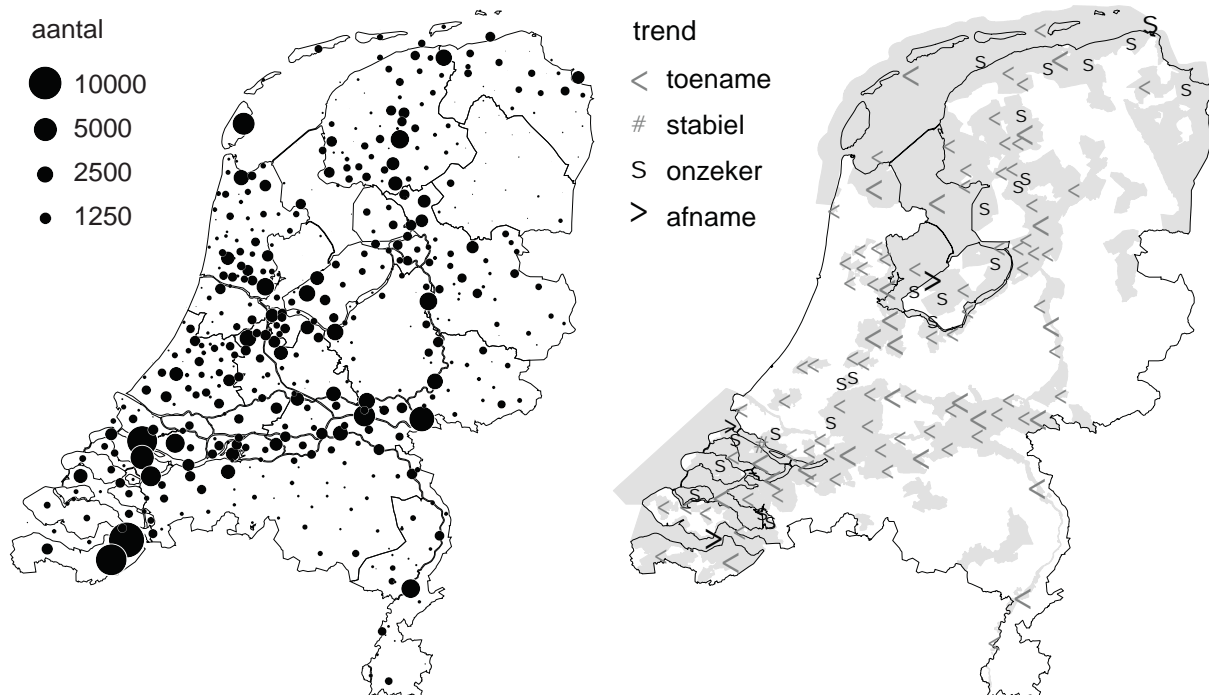 aantal
10000
5000
2500
1250
trend
< toename
# stabiel
S onzeker
> afname